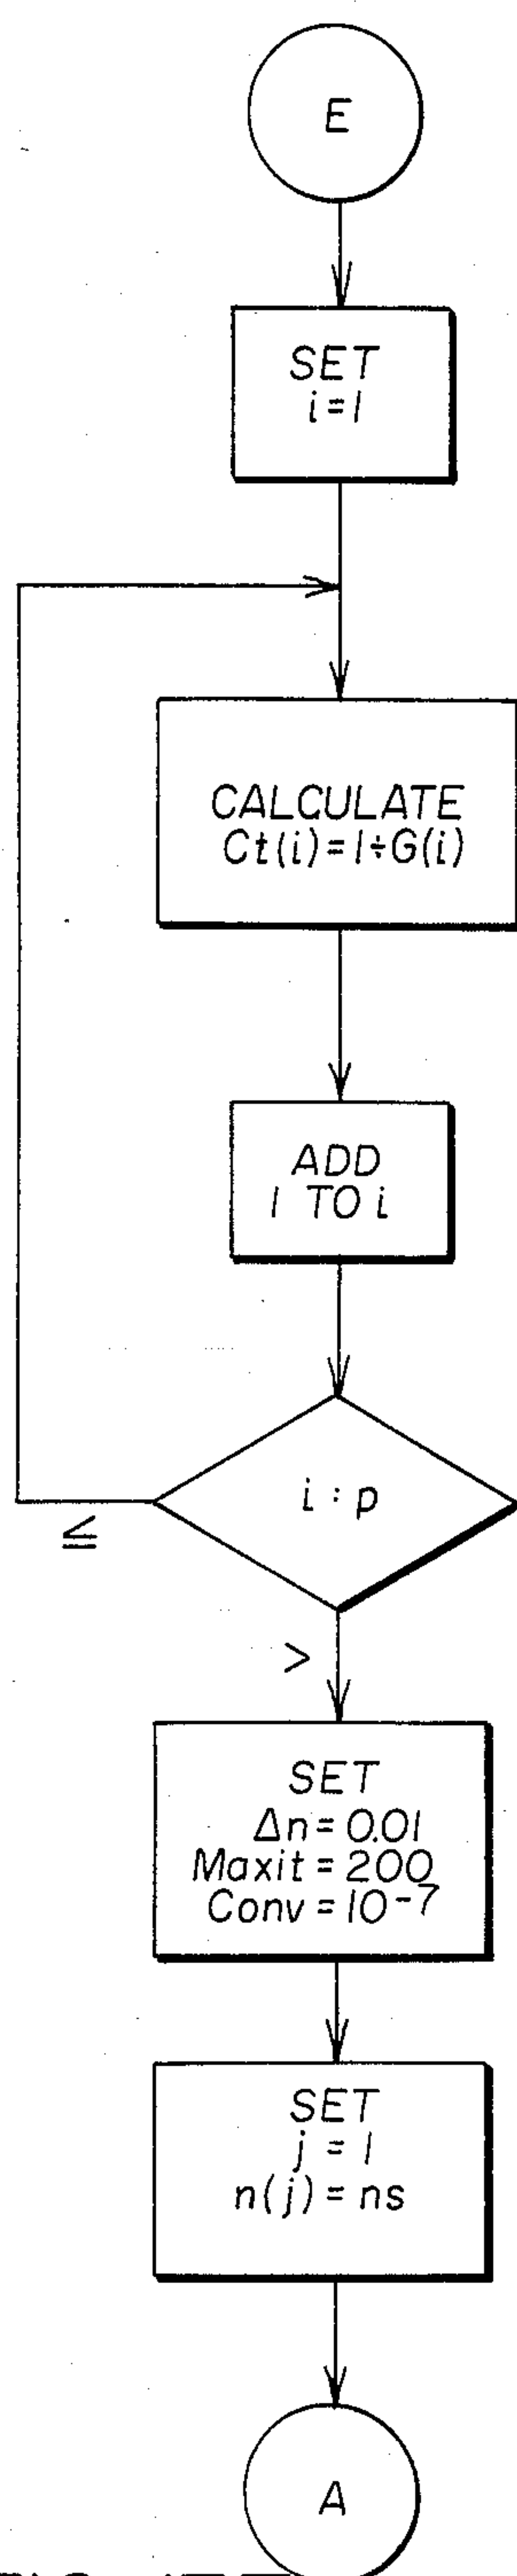 E
SET
i=1
CALCULATE
Ct(i)=1÷G(i)
ADD
1 TO i
i : p
≦
>
SET
Δn = 0.01
Maxit = 200
Conv = 10⁻⁷
SET
j = 1
n(j) = ns
A